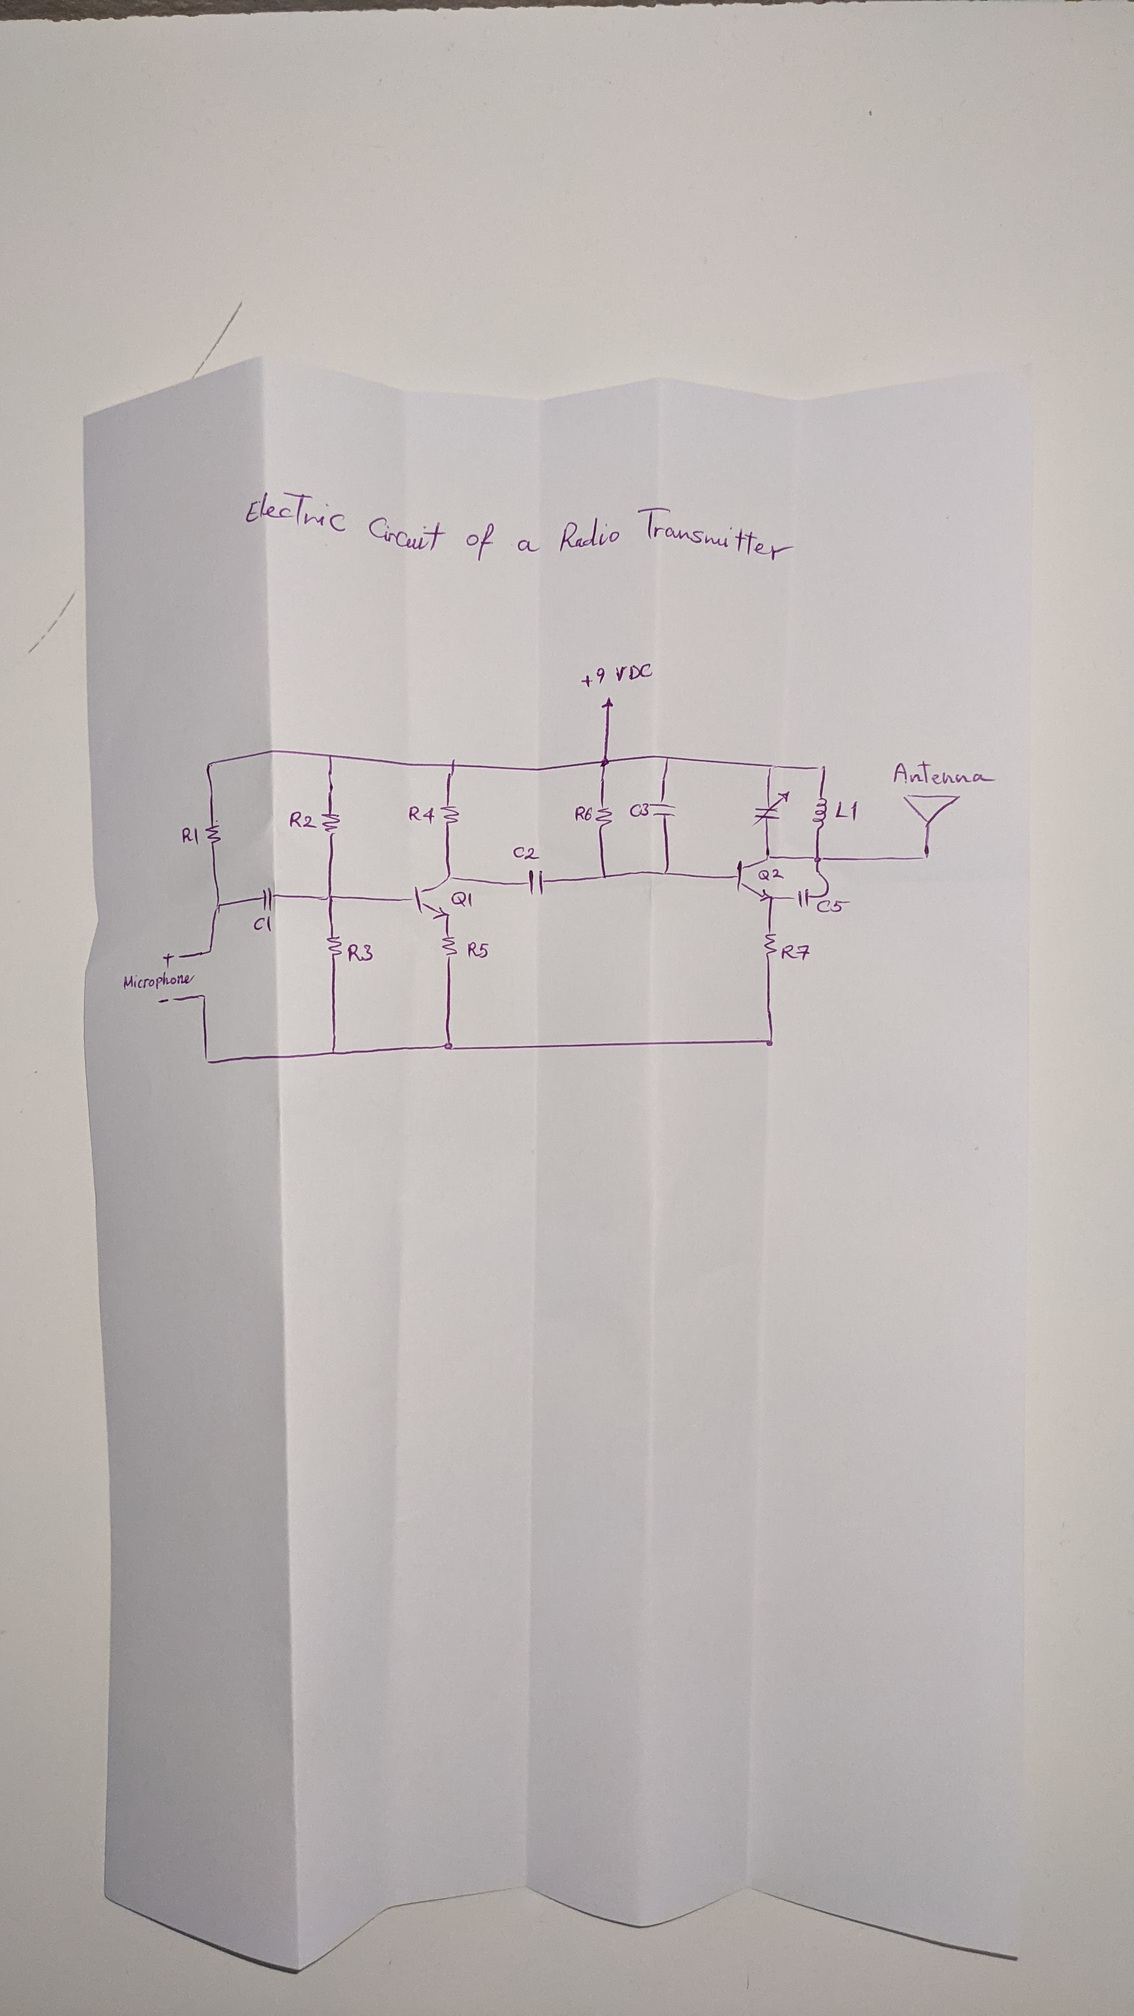 Electric Circuit of a Radio Transmitter
+9 VDC
Antenna
R1
R2
R4
R6
C3
L1
C2
C1
Q1
Q2
C5
R3
R5
R7
+
Microphone
-